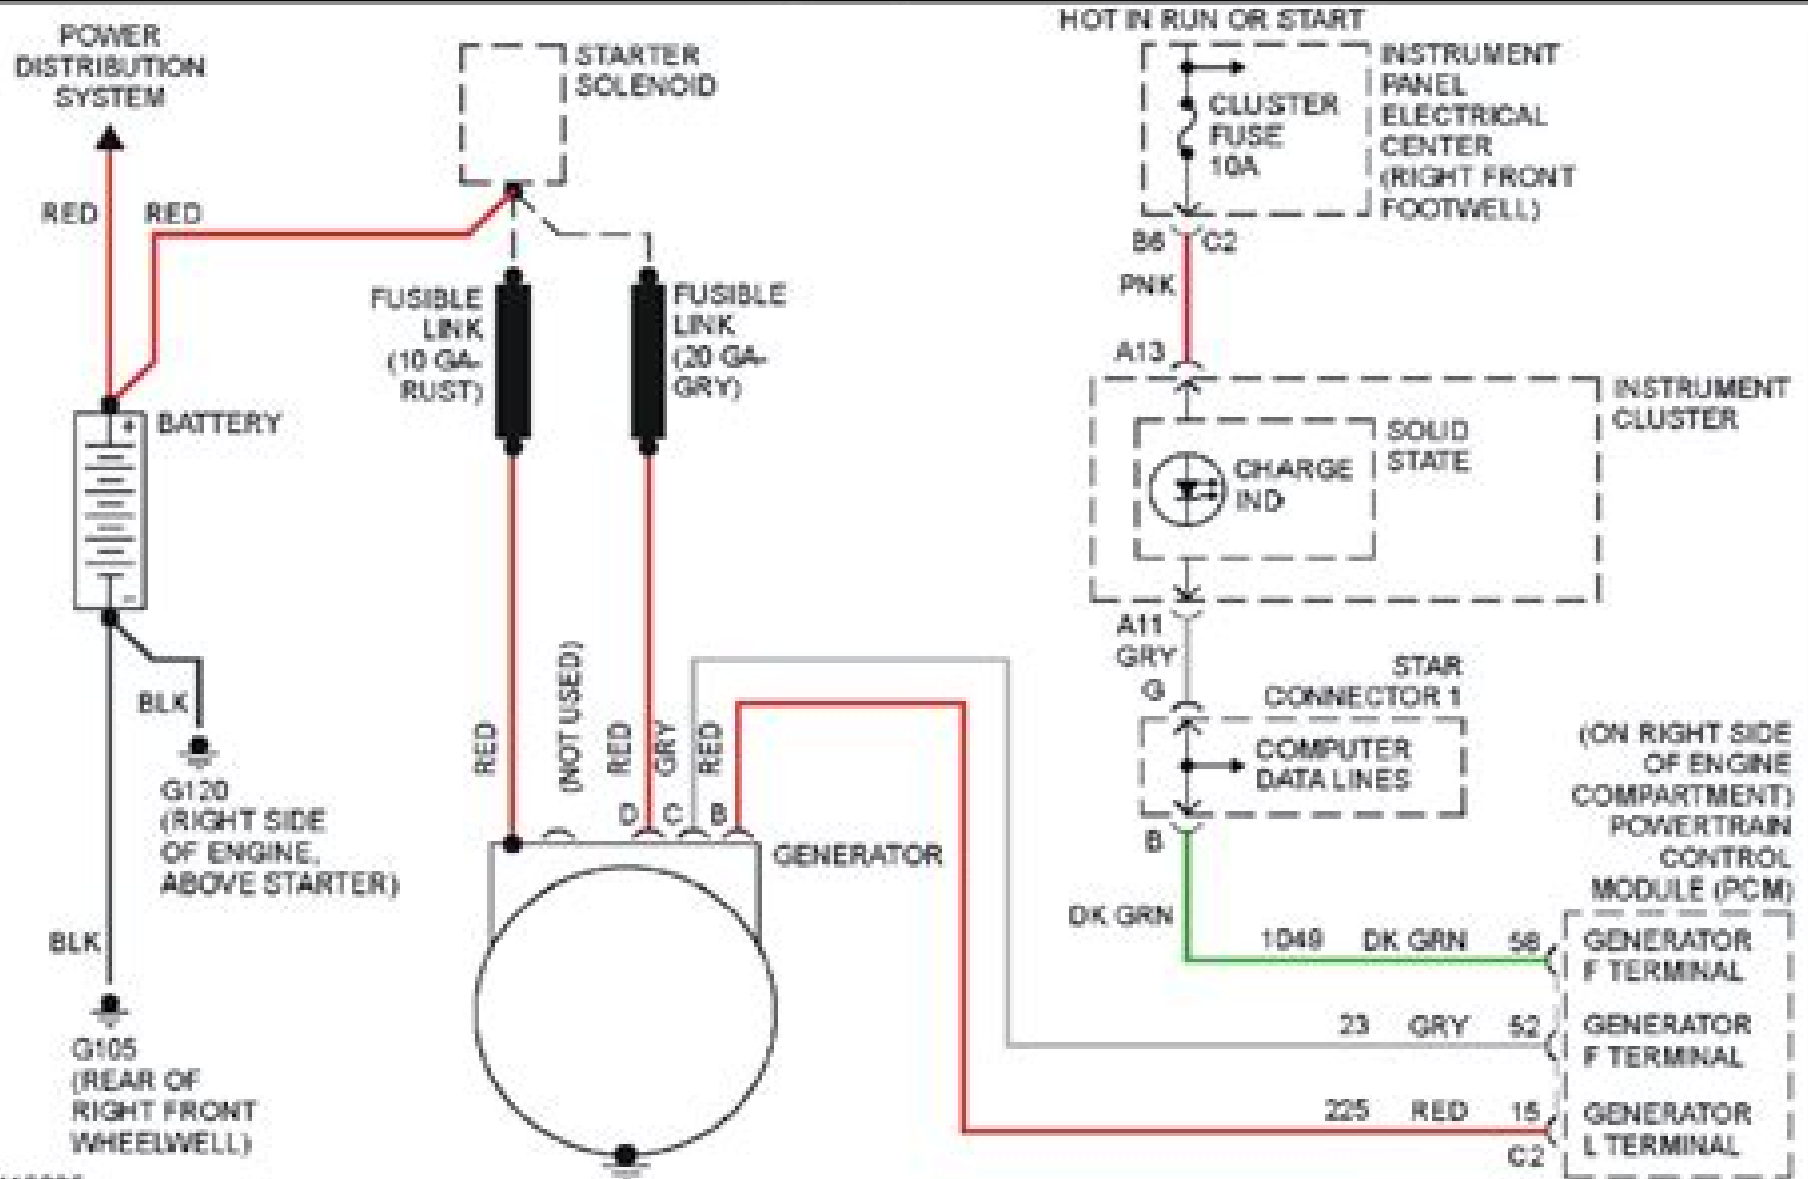 POWER
DISTRIBUTION
SYSTEM
RED
RED
STARTER
SOLENOID
FUSIBLE
LINK
(10 GA-
RUST)
FUSIBLE
LINK
(20 GA-
GRY)
BATTERY
+
-
BLK
G120
(RIGHT SIDE
OF ENGINE,
ABOVE STARTER)
BLK
G105
(REAR OF
RIGHT FRONT
WHEELWELL)
RED
(NOT USED)
RED
GRY
RED
D
C
B
GENERATOR
HOT IN RUN OR START
CLUSTER
FUSE
10A
INSTRUMENT
PANEL
ELECTRICAL
CENTER
(RIGHT FRONT
FOOTWELL)
B6
C2
PNK
A13
INSTRUMENT
CLUSTER
SOLID
STATE
CHARGE
IND
A11
GRY
G
STAR
CONNECTOR 1
COMPUTER
DATA LINES
B
DK GRN
(ON RIGHT SIDE
OF ENGINE
COMPARTMENT)
POWERTRAIN
CONTROL
MODULE (PCM)
1049 DK GRN 58
GENERATOR
F TERMINAL
23 GRY 52
GENERATOR
F TERMINAL
225 RED 15
C2
GENERATOR
L TERMINAL